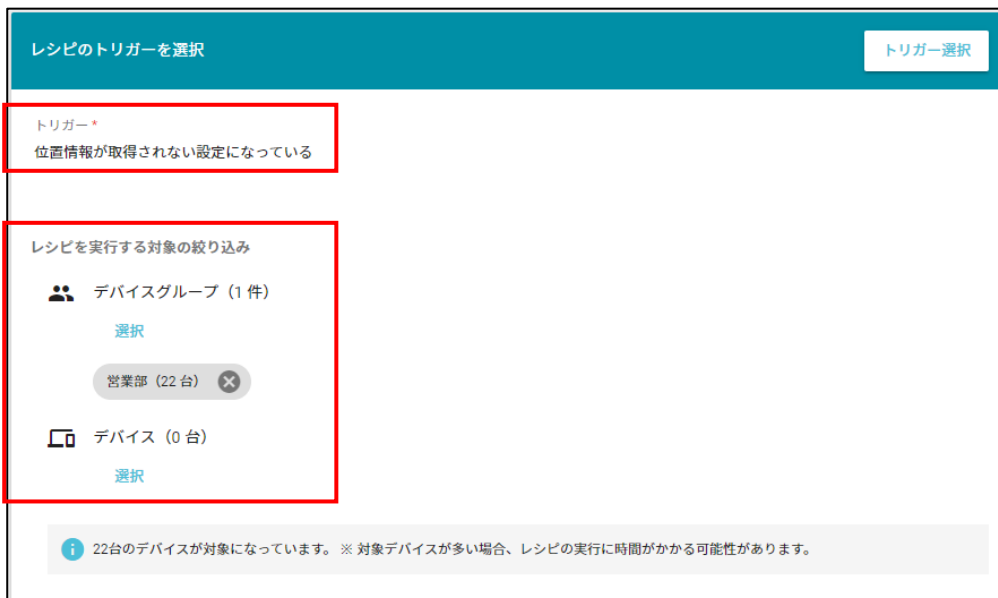 レシピのトリガーを選択
トリガー選択
トリガー *
位置情報が取得されない設定になっている
レシピを実行する対象の絞り込み
デバイスグループ（1 件）
選択
営業部（22 台）
デバイス（0 台）
選択
22台のデバイスが対象になっています。 ※ 対象デバイスが多い場合、レシピの実行に時間がかかる可能性があります。